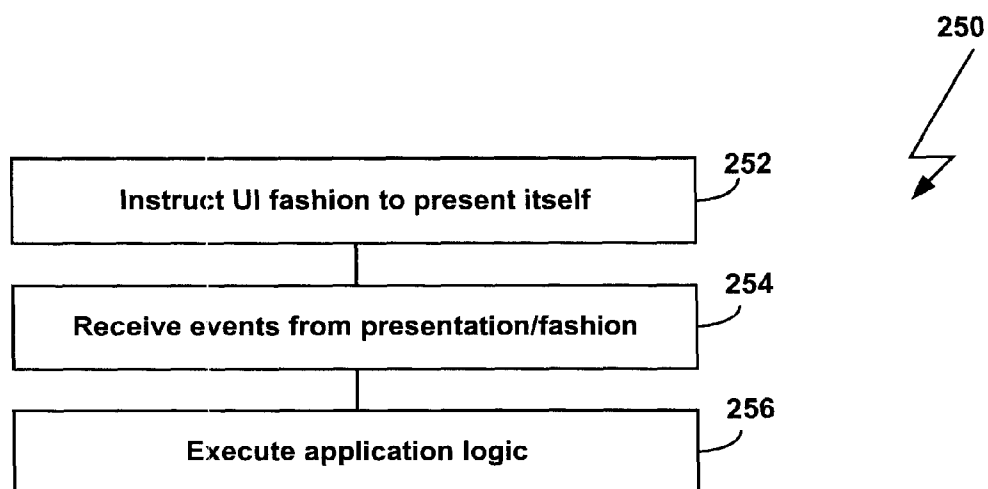 250
252
Instruct UI fashion to present itself
254
Receive events from presentation/fashion
256
Execute application logic